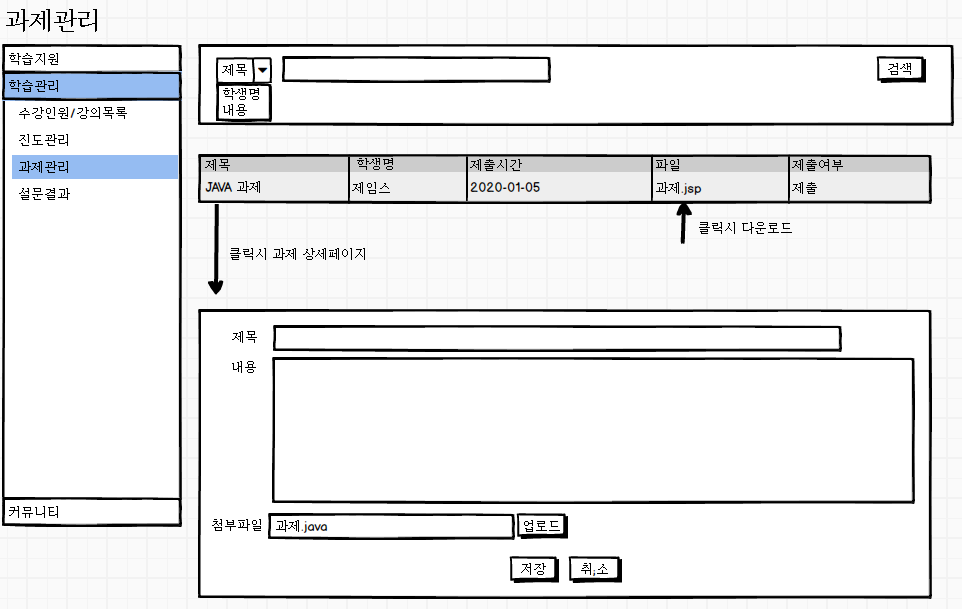 과제관리
학습지원
학습관리
수강인원/강의목록
진도관리
과제관리
설문결과
커뮤니티
제목
학생명
내용
검색
제목 학생명 제출시간 파일 제출여부
JAVA 과제 제임스 2020-01-05 과제.jsp 제출
클릭시 과제 상세페이지
클릭시 다운로드
제목
내용
첨부파일 과제.java 업로드
저장 취;소